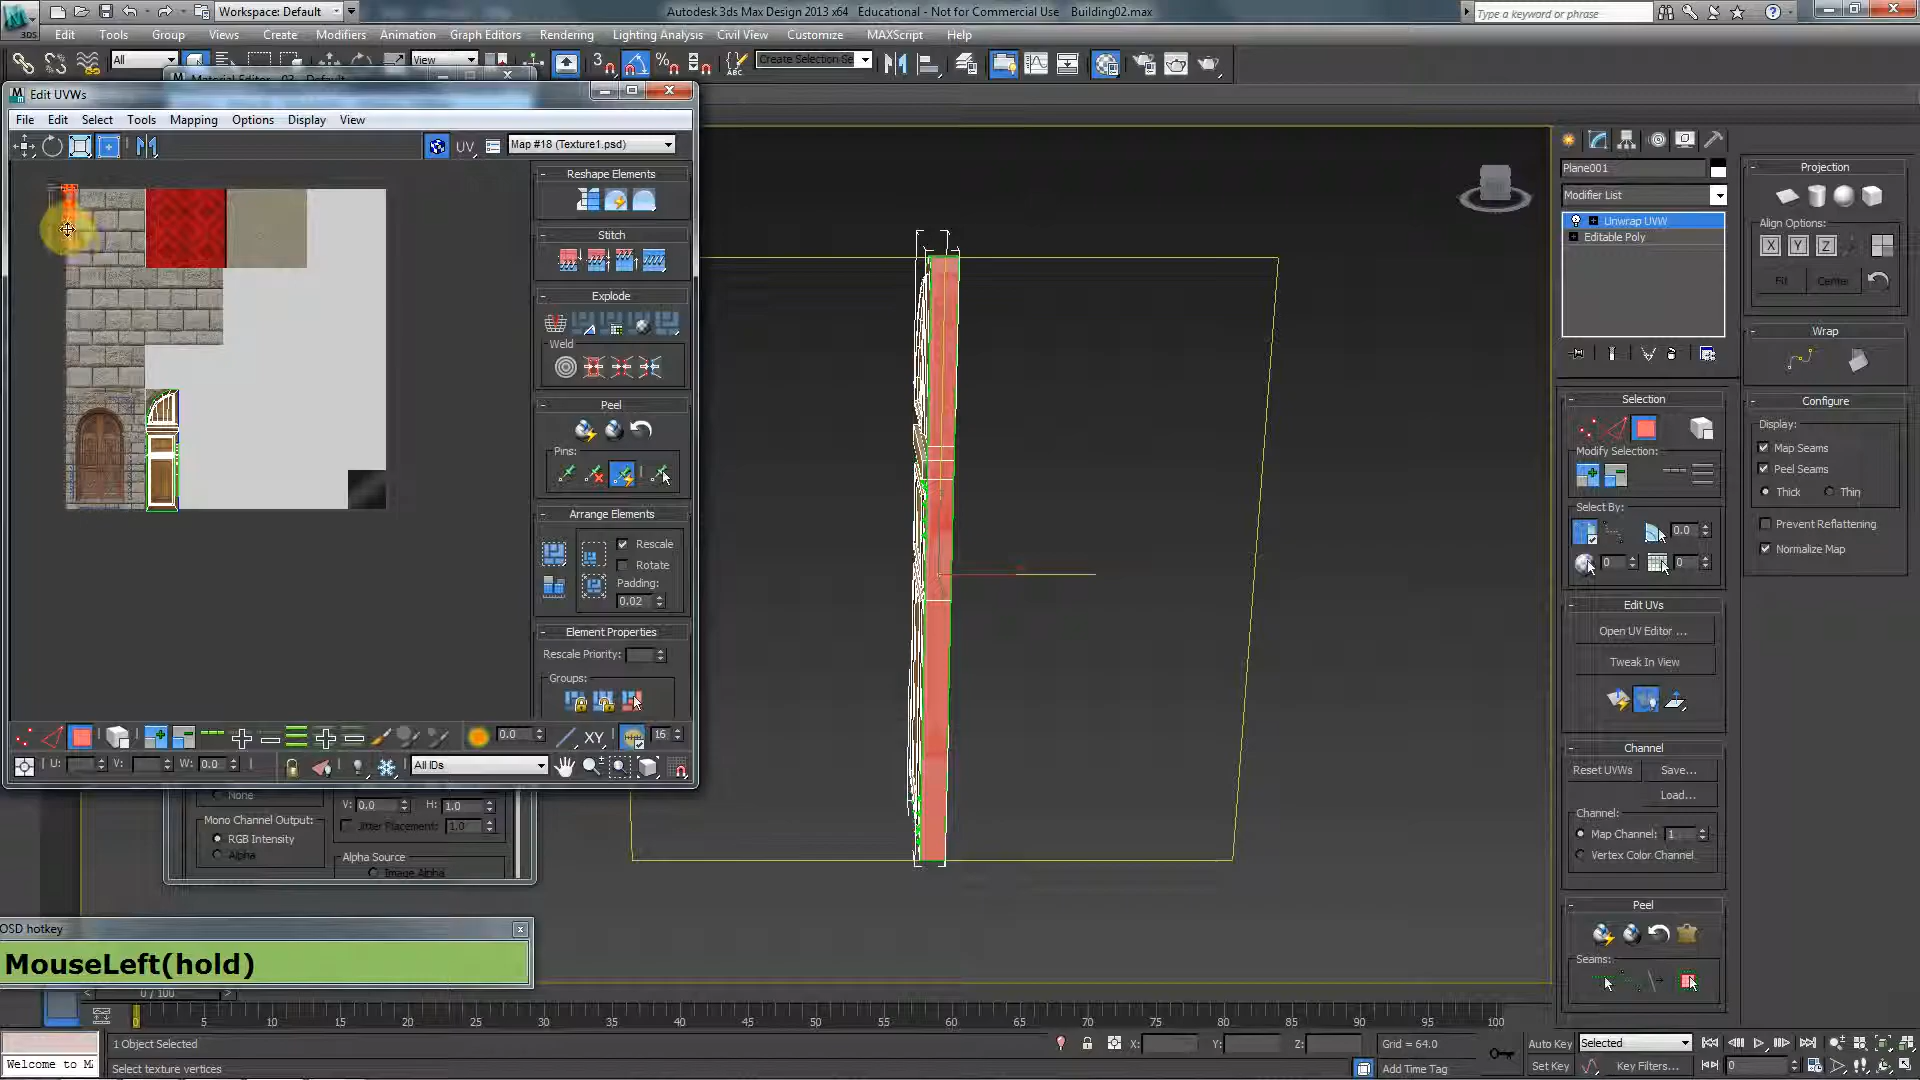 Workspace: Default
Autodesk 3ds Max Design 2013 x64 Educational - Not for Commercial Use Building02.max
Type a keyword or phrase
3DS
Edit Tools Group Views Create Modifiers Animation Graph Editors Rendering Lighting Analysis Civil View Customize MAXScript Help
All View Create Selection Se
Edit UVWs
File Edit Select Tools Mapping Options Display View
UV Map #18 (Texture1.psd)
Reshape Elements
Stitch
Explode
Weld
Peel
Pins:
Arrange Elements
Rescale
Rotate
Padding:
0.02
Element Properties
Rescale Priority:
Groups:
0.0 XY 16
U: V: W: 0.0 All IDs
None
V: 0.0 H: 1.0
Mono Channel Output:
Jitter Placement: 1.0
RGB Intensity
Alpha
Alpha Source
Image Alpha
OSD hotkey
MouseLeft(hold)
Plane001
Modifier List
Unwrap UVW
Editable Poly
Selection
Modify Selection:
Select By:
0.0
0 0
Edit UVs
Open UV Editor ...
Tweak In View
Channel
Reset UVWs Save...
Load...
Channel:
Map Channel: 1
Vertex Color Channel
Peel
Seams:
Projection
Align Options:
X Y Z
Fit Center
Wrap
Configure
Display:
Map Seams
Peel Seams
Thick Thin
Prevent Reflattening
Normalize Map
0 / 100
0 5 10 15 20 25 30 35 40 45 50 55 60 65 70 75 80 85 90 95 100
1 Object Selected X: Y: Z: Grid = 64.0 Auto Key Selected
Welcome to M Select texture vertices Add Time Tag Set Key Key Filters... 0